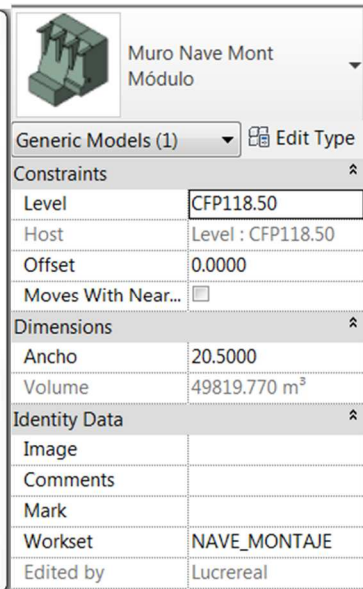 Muro Nave Mont
Módulo
Generic Models (1) Edit Type
Constraints
Level CFP118.50
Host Level : CFP118.50
Offset 0.0000
Moves With Near...
Dimensions
Ancho 20.5000
Volume 49819.770 m³
Identity Data
Image
Comments
Mark
Workset NAVE_MONTAJE
Edited by Lucrereal